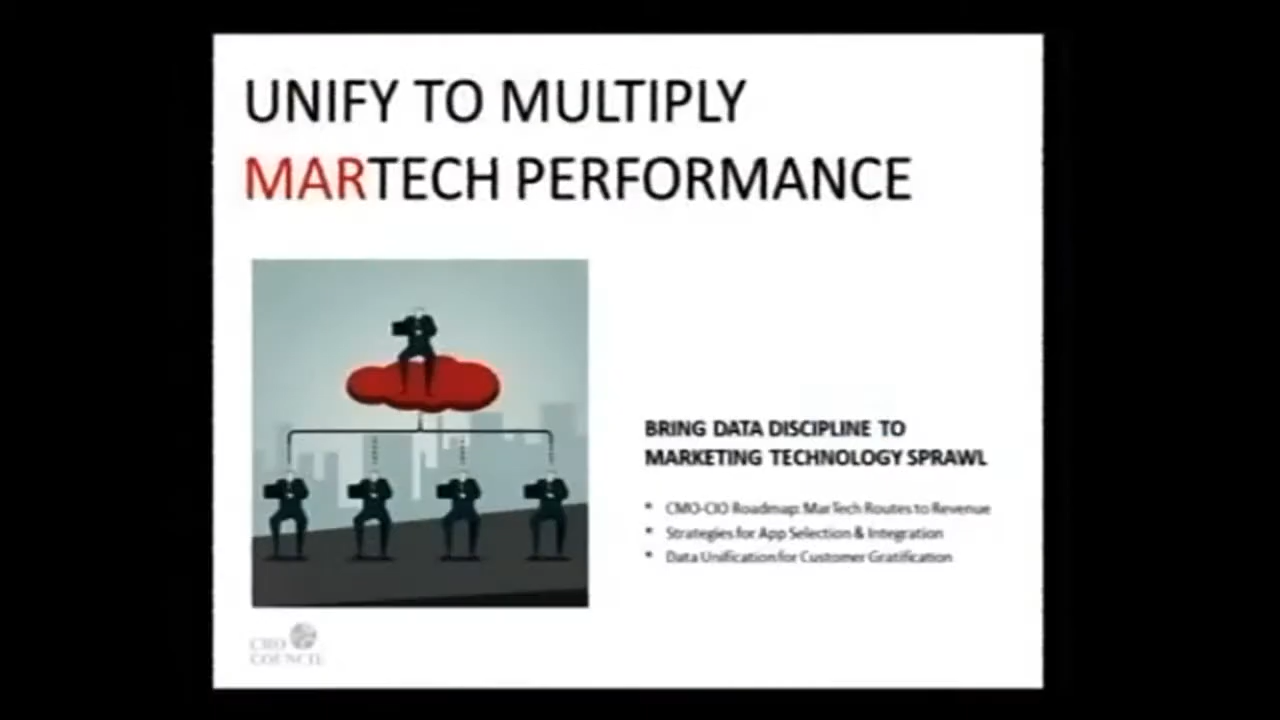 UNIFY TO MULTIPLY
MARTECH PERFORMANCE
BRING DATA DISCIPLINE TO
MARKETING TECHNOLOGY SPRAWL
* CMO-CIO Roadmap: MarTech Routes to Revenue
* Strategies for App Selection & Integration
* Data Unification for Customer Gratification
CMO
COUNCIL